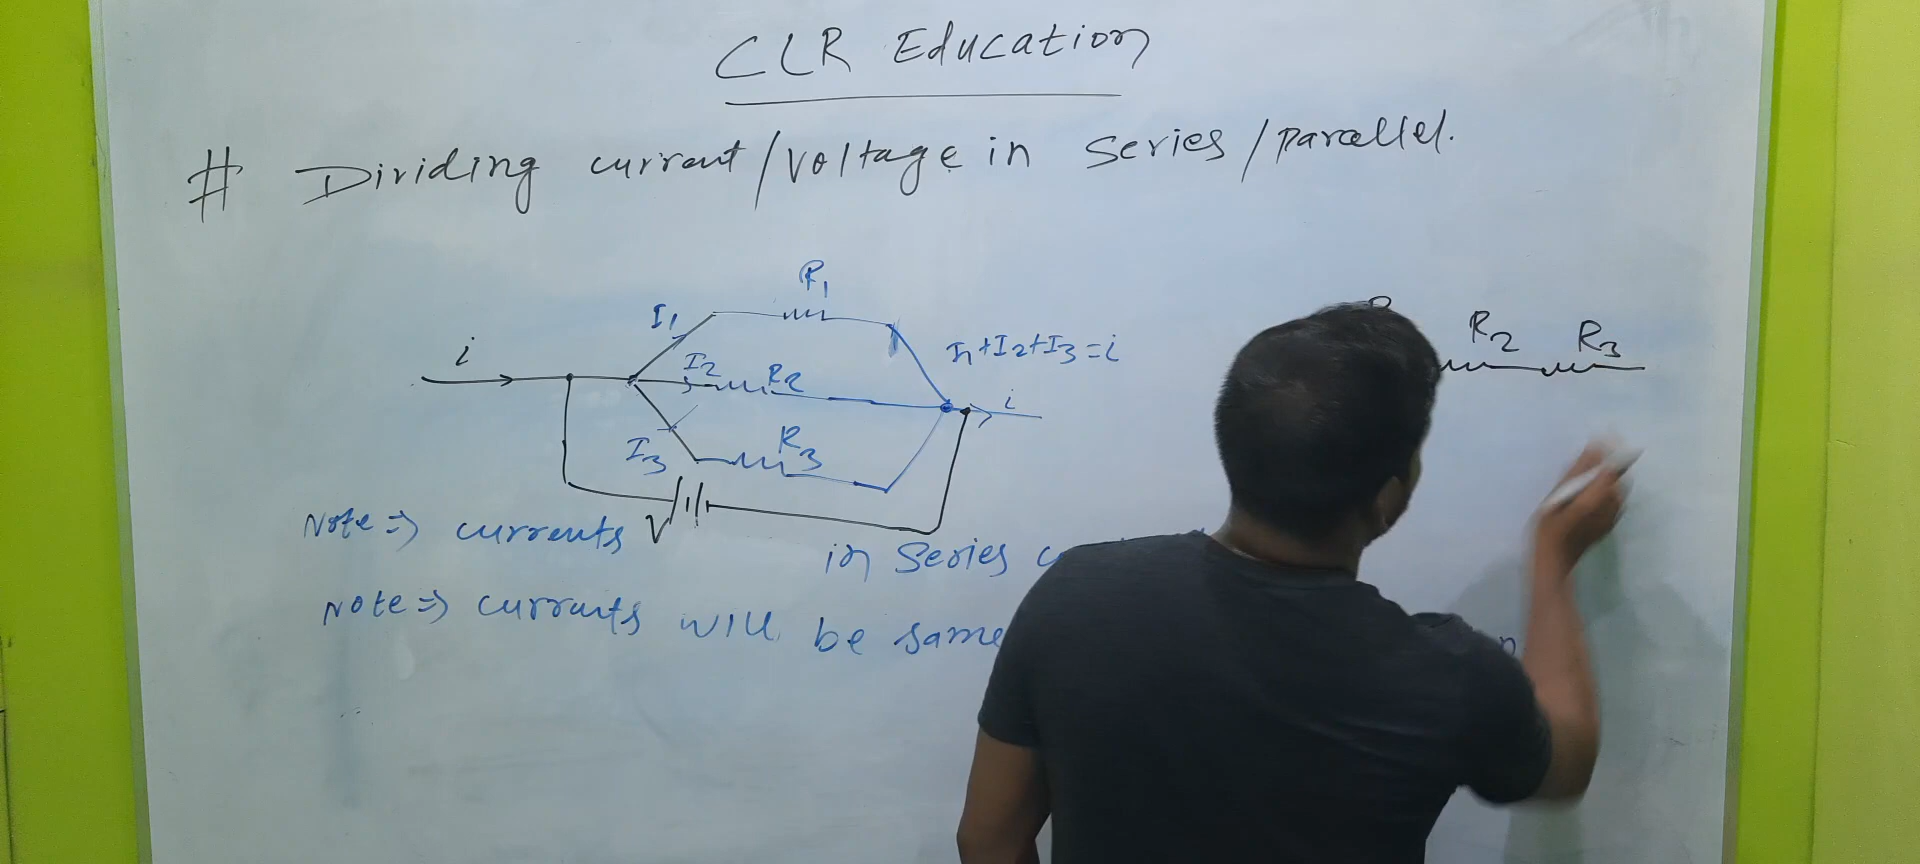 CLR Education
# Dividing current/voltage in series/parallel.
R1
I1
i
I2 R2
I1+I2+I3=i
i
I3
R3
V
R2 R3
Note => currents
in Series
Note => currents will be same